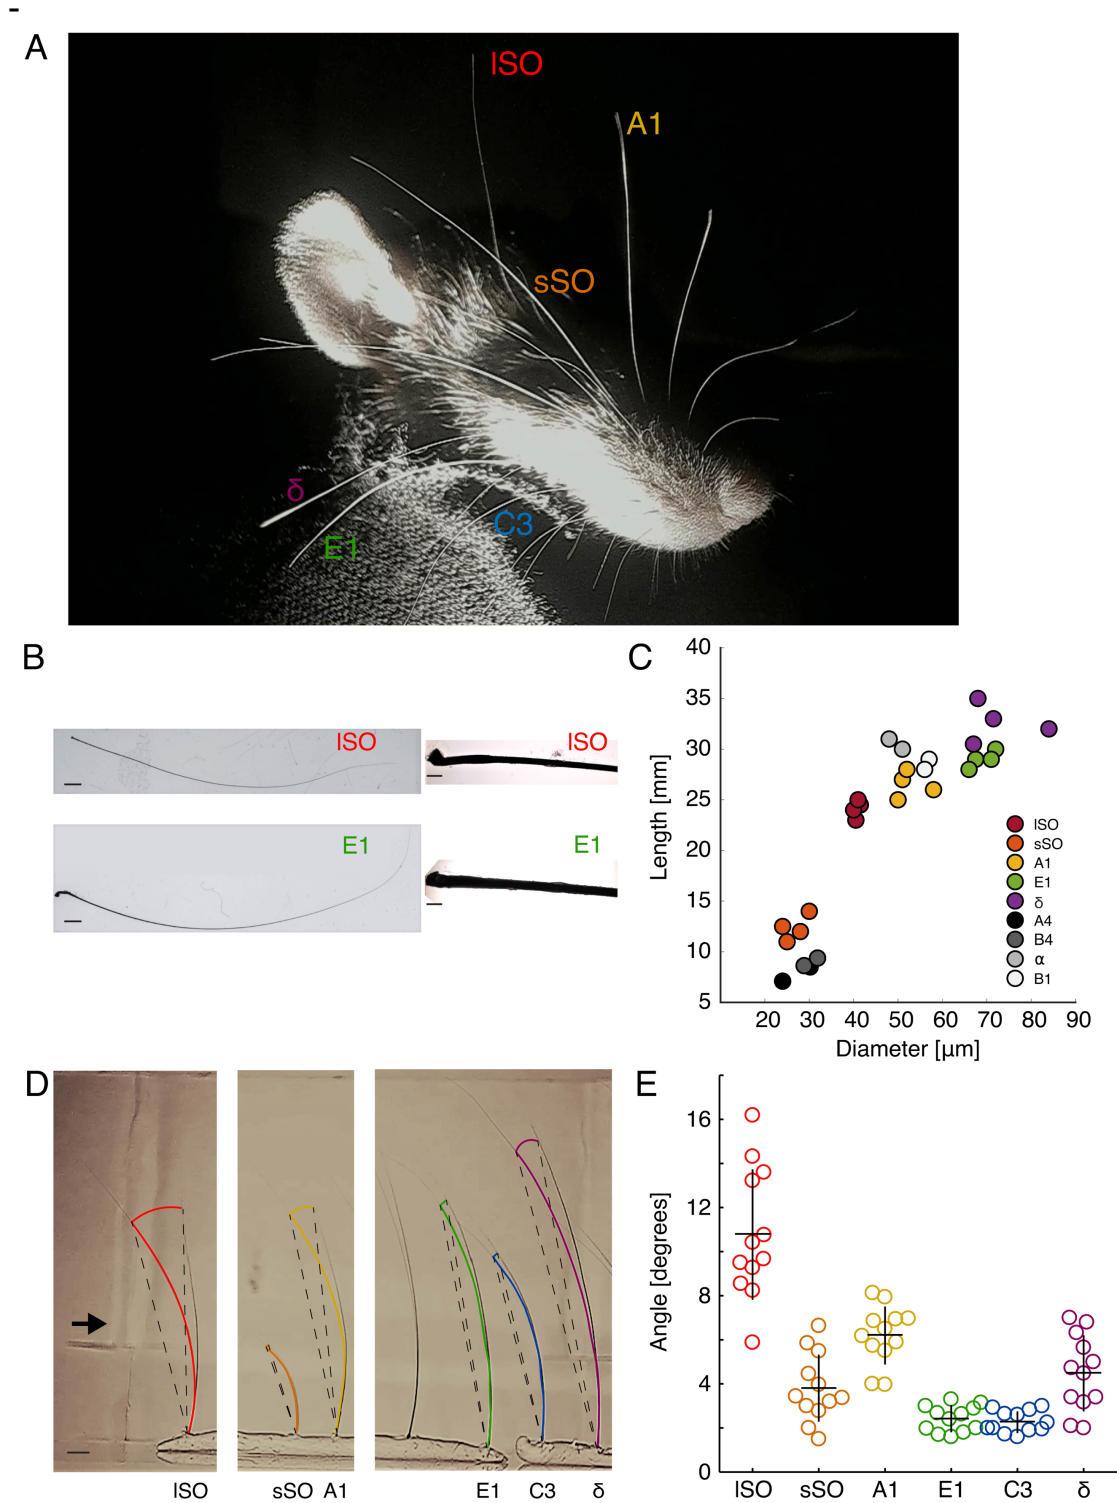 -
A
lSO
A1
sSO
δ
C3
E1
B
lSO
lSO
E1
E1
C
40
35
30
25
20
15
10
5
Length [mm]
20 30 40 50 60 70 80 90
Diameter [µm]
lSO
sSO
A1
E1
δ
A4
B4
α
B1
D
lSO sSO A1 E1 C3 δ
E
16
12
8
4
0
Angle [degrees]
lSO sSO A1 E1 C3 δ